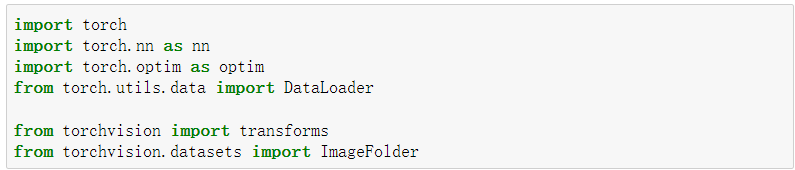 import torch
import torch.nn as nn
import torch.optim as optim
from torch.utils.data import DataLoader
from torchvision import transforms
from torchvision.datasets import ImageFolder